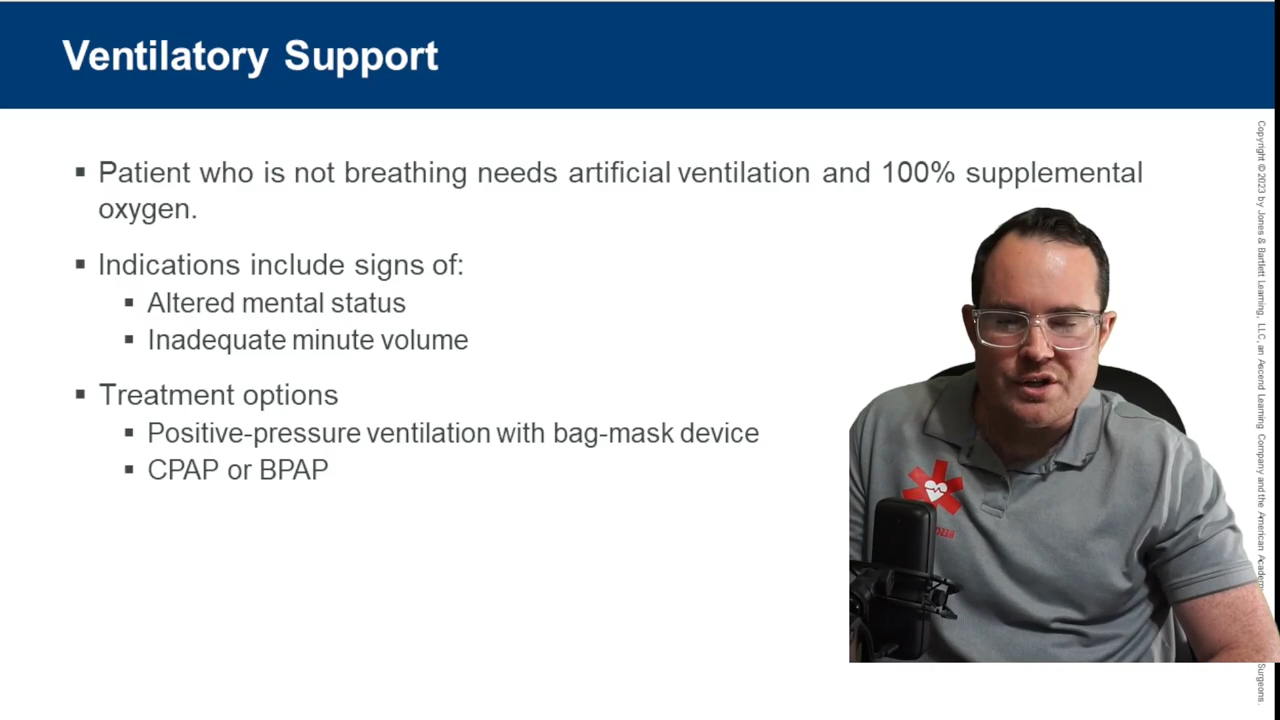 Ventilatory Support
▪ Patient who is not breathing needs artificial ventilation and 100% supplemental
oxygen.
▪ Indications include signs of:
▪ Altered mental status
▪ Inadequate minute volume
▪ Treatment options
▪ Positive-pressure ventilation with bag-mask device
▪ CPAP or BPAP
Copyright © 2023 by Jones & Bartlett Learning, LLC, an Ascend Learning Company and the American Academ
Surgeons.